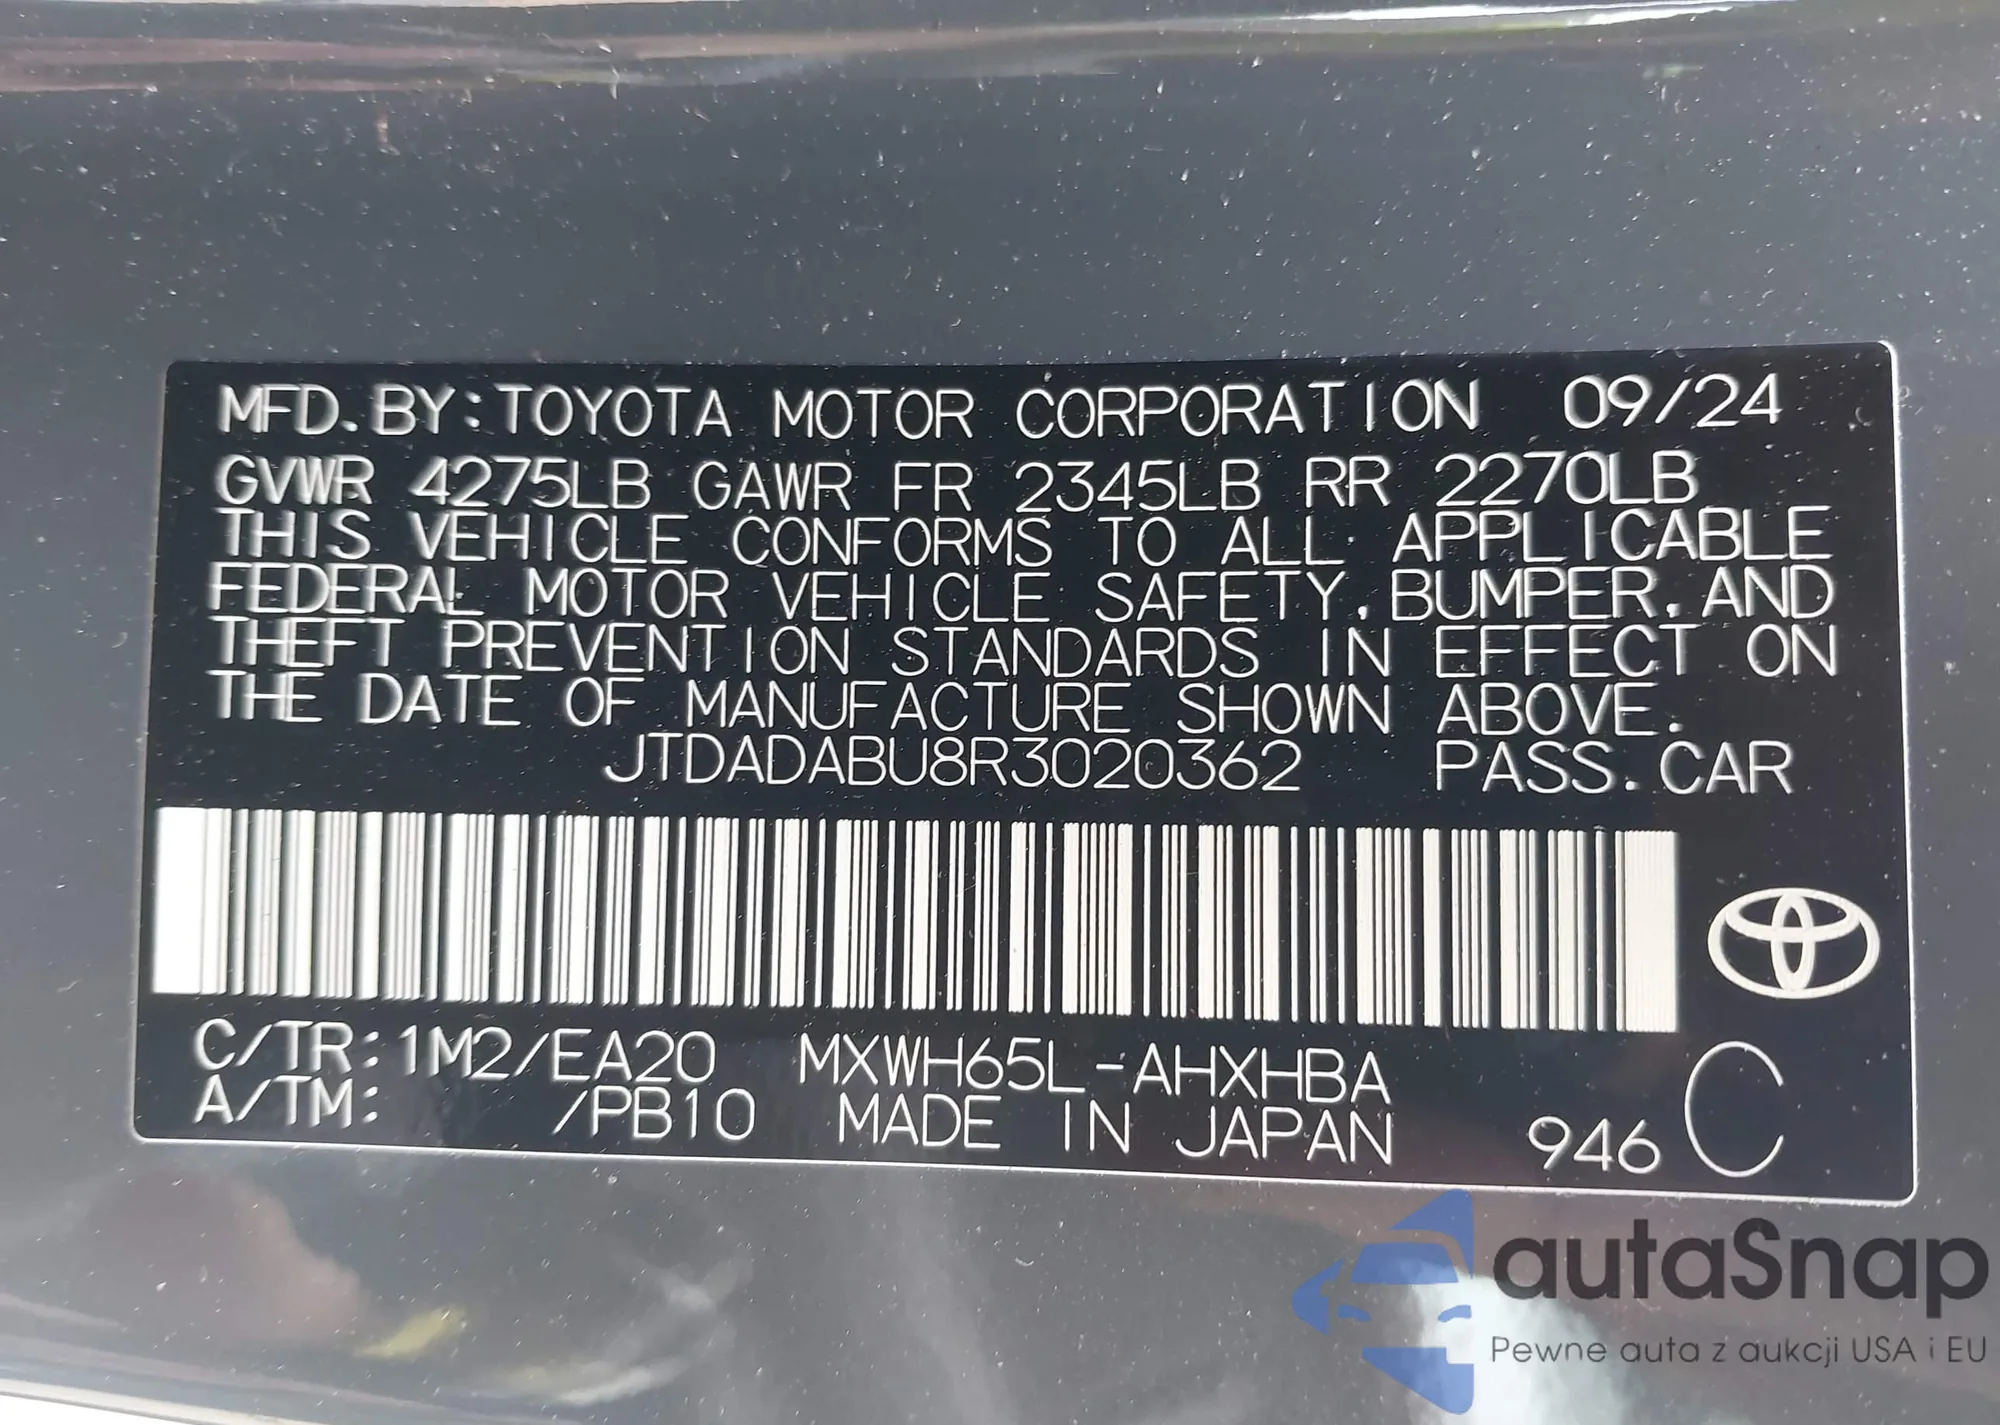 MFD. BY: TOYOTA MOTOR CORPORATION 09/24
GVWR 4275LB GAWR FR 2345LB RR 2270LB
THIS VEHICLE CONFORMS TO ALL APPLICABLE
FEDERAL MOTOR VEHICLE SAFETY, BUMPER, AND
THEFT PREVENTION STANDARDS IN EFFECT ON
THE DATE OF MANUFACTURE SHOWN ABOVE.
JTDADABU8R3020362 PASS. CAR
C/TR: 1M2/EA20 MXWH65L-AHXHBA
A/TM: /PB10 MADE IN JAPAN 946 C
autaSnap
Pewne auta z aukcji USA i EU